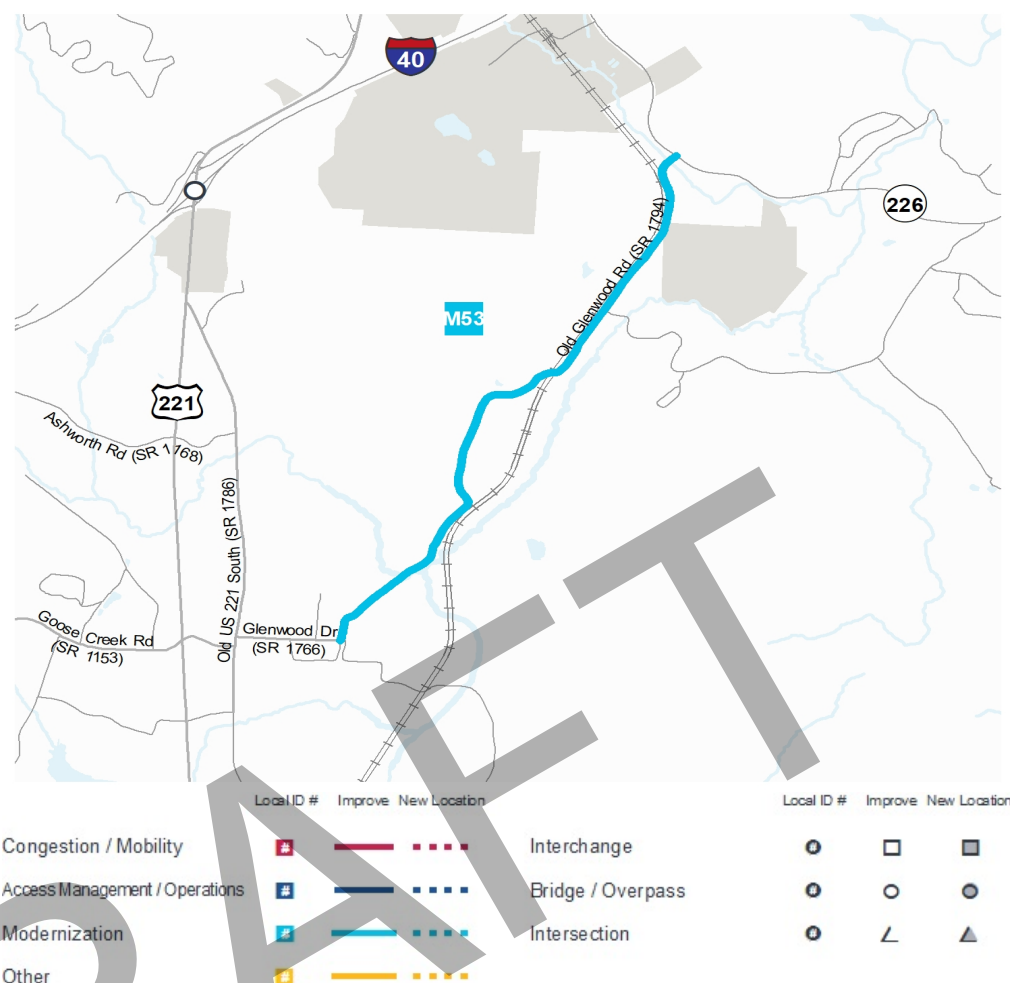 40
226
Old Glenwood Rd (SR 1794)
M53
221
Ashworth Rd (SR 1168)
Old US 221 South (SR 1786)
Goose Creek Rd
(SR 1153)
Glenwood Dr
(SR 1766)
Local ID # Improve New Location
Congestion / Mobility #
Access Management / Operations #
Modernization #
Other #
Local ID # Improve New Location
Interchange #
Bridge / Overpass #
Intersection #
RAFT